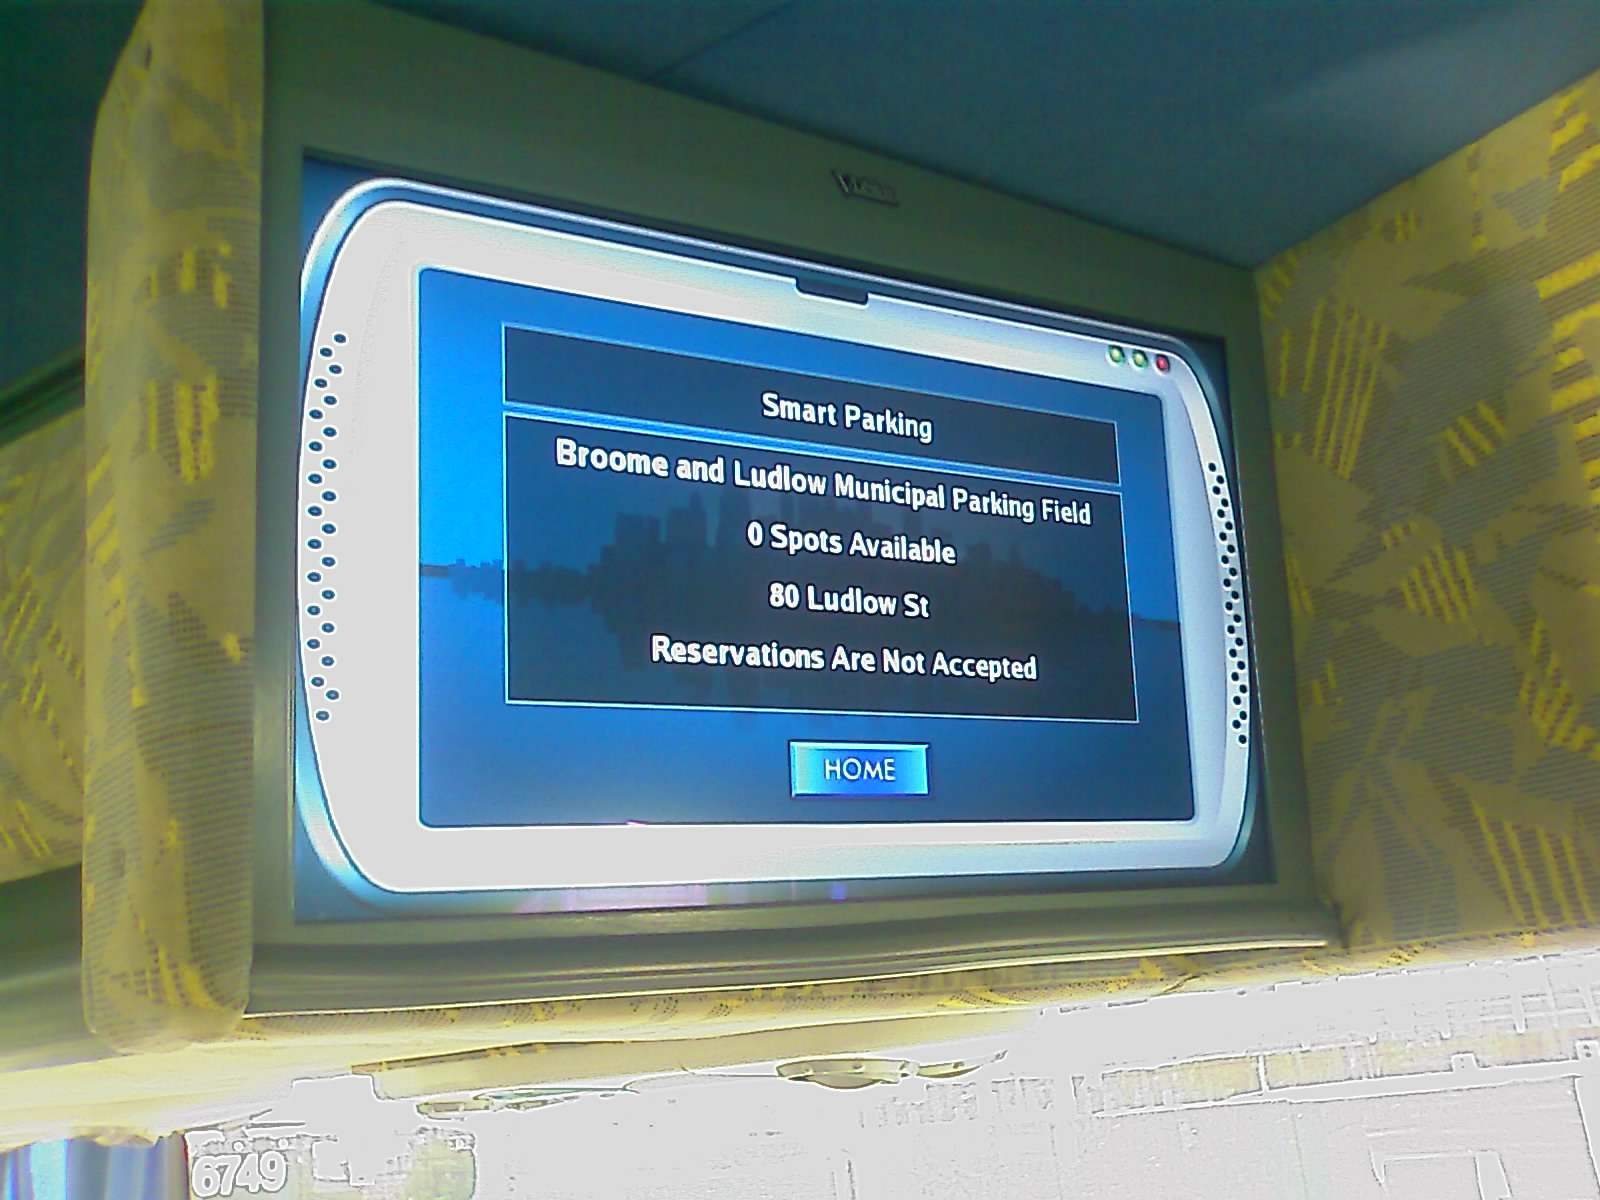 Smart Parking
Broome and Ludlow Municipal Parking Field
0 Spots Available
80 Ludlow St
Reservations Are Not Accepted
HOME
6749